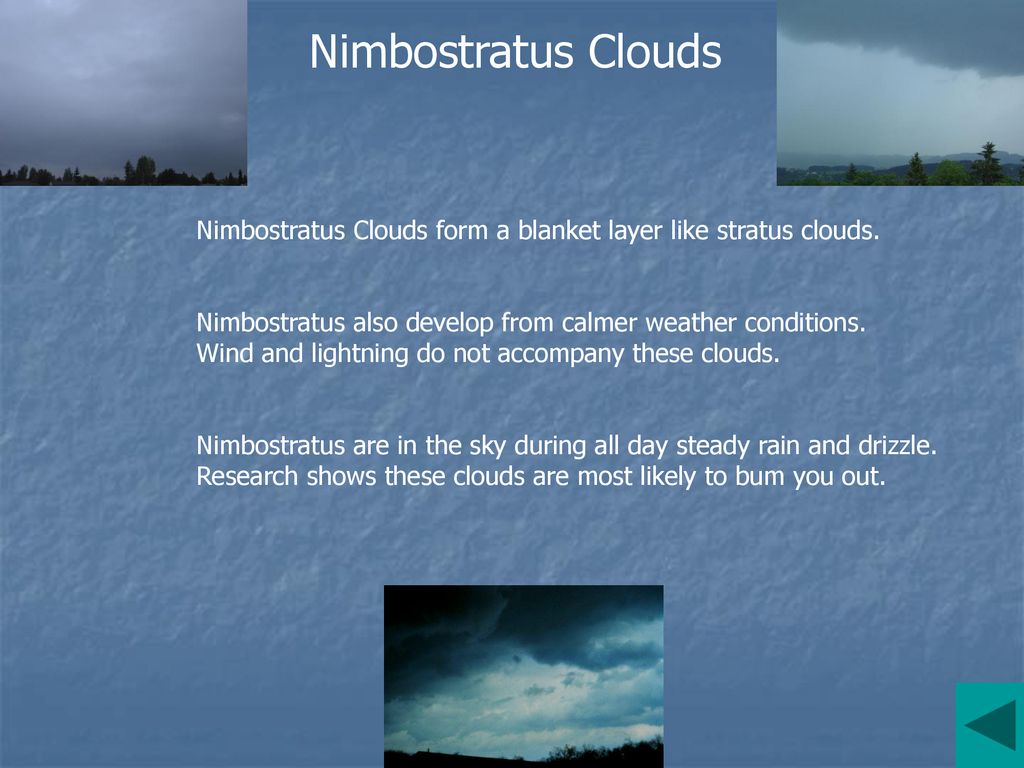 Nimbostratus Clouds
Nimbostratus Clouds form a blanket layer like stratus clouds.
Nimbostratus also develop from calmer weather conditions.
Wind and lightning do not accompany these clouds.
Nimbostratus are in the sky during all day steady rain and drizzle.
Research shows these clouds are most likely to bum you out.